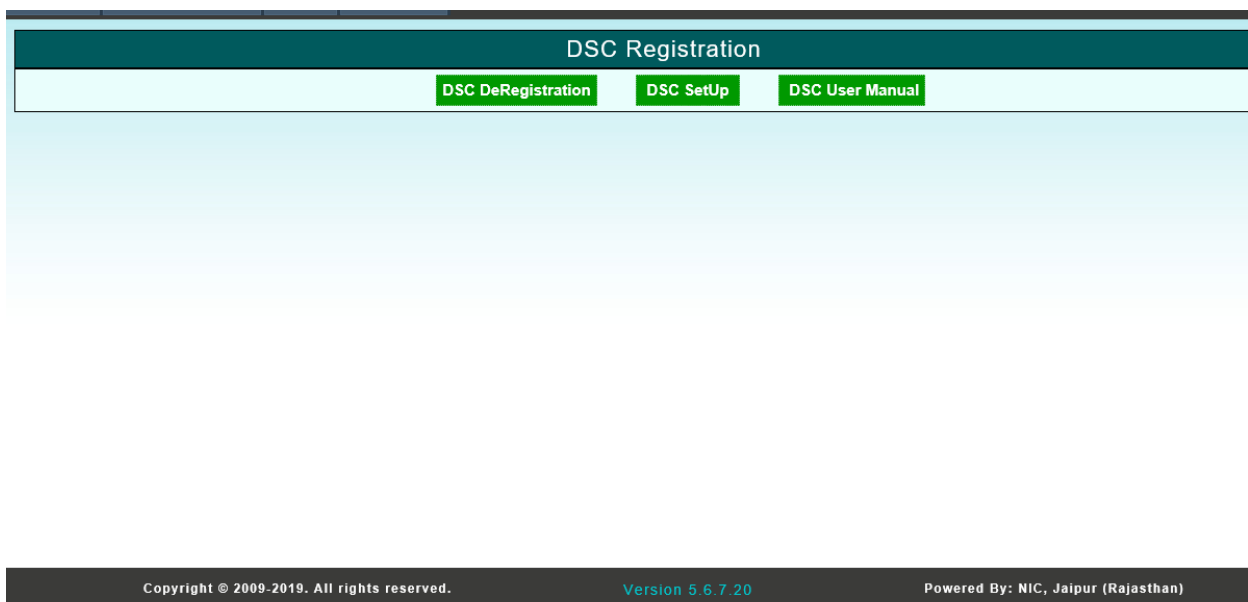 DSC Registration
DSC DeRegistration DSC SetUp DSC User Manual
Copyright © 2009-2019. All rights reserved. Version 5.6.7.20 Powered By: NIC, Jaipur (Rajasthan)